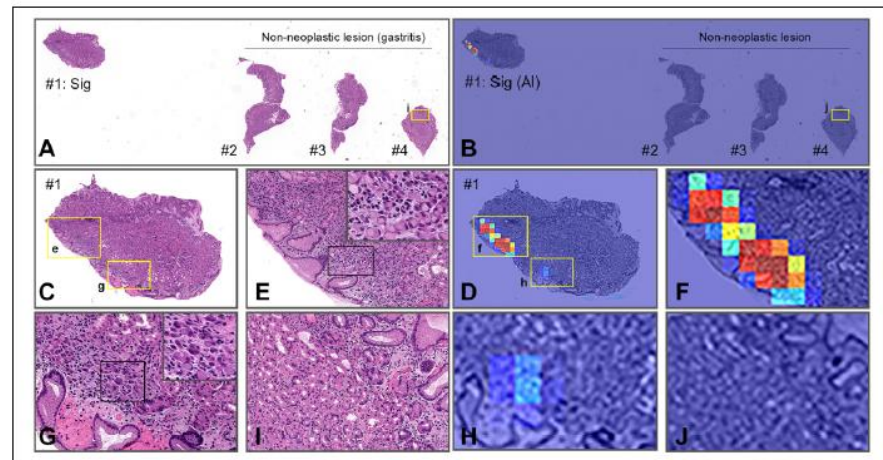 Non-neoplastic lesion (gastritis)
#1: Sig
i
#2
#3
#4
A
Non-neoplastic lesion
#1: Sig (AI)
j
#2
#3
#4
B
#1
e
g
C
E
#1
f
h
D
F
G
I
H
J